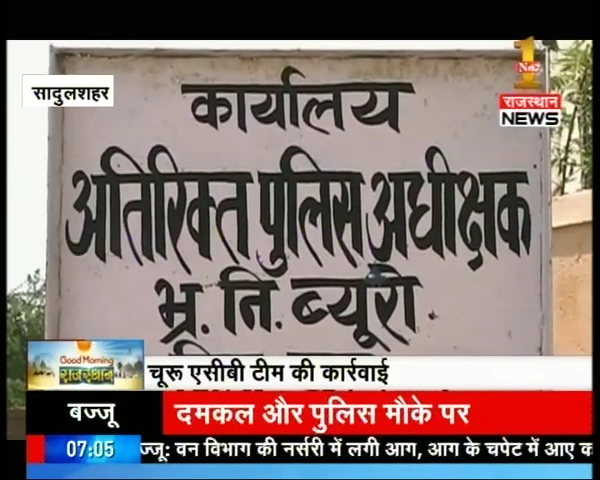 सादुलशहर
1
No.
राजस्थान
NEWS
कार्यालय
अतिरिक्त पुलिस अधीक्षक
भ्र. नि. ब्यूरो.
Good Morning
राजस्थान
चूरू एसीबी टीम की कार्रवाई
बज्जू
दमकल और पुलिस मौके पर
07:05
ज्जू: वन विभाग की नर्सरी में लगी आग, आग के चपेट में आए क